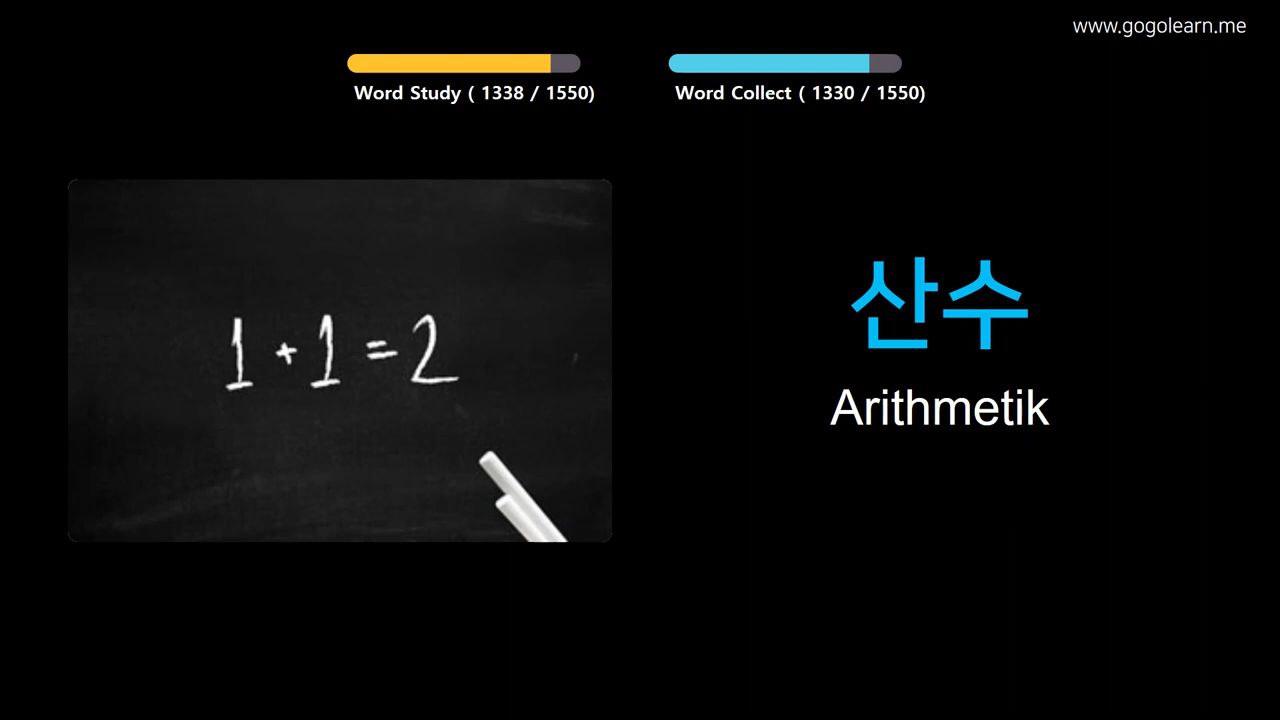 www.gogolearn.me
Word Study ( 1338 / 1550)
Word Collect ( 1330 / 1550)
1 + 1 = 2
산수
Arithmetik